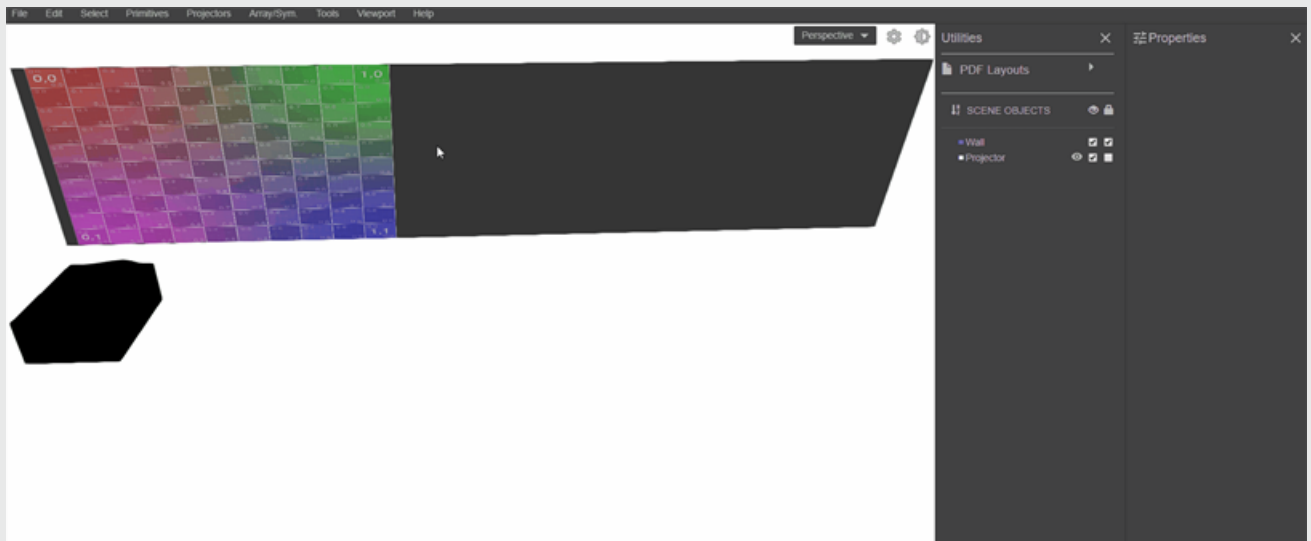 File Edit Select Primitives Projectors Array/Sym. Tools Viewport Help
Perspective
Utilities
Properties
PDF Layouts
SCENE OBJECTS
Wall
Projector
0,0
1,0
0,1
1,1